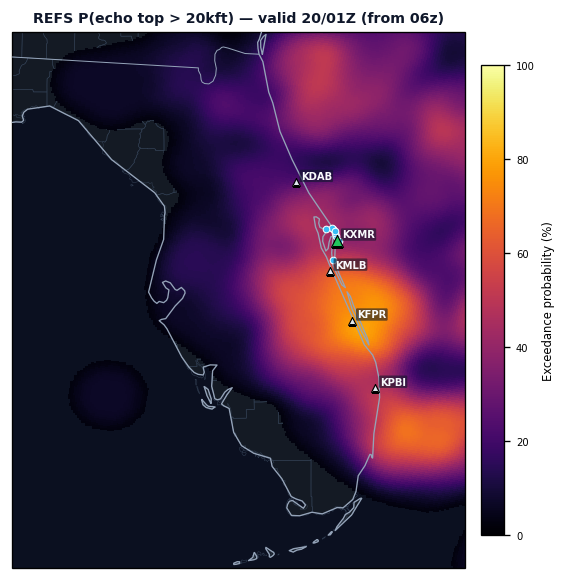 REFS P(echo top > 20kft) — valid 20/01Z (from 06z)
KDAB
KXMR
KMLB
KFPR
KPBI
100
80
60
40
20
0
Exceedance probability (%)